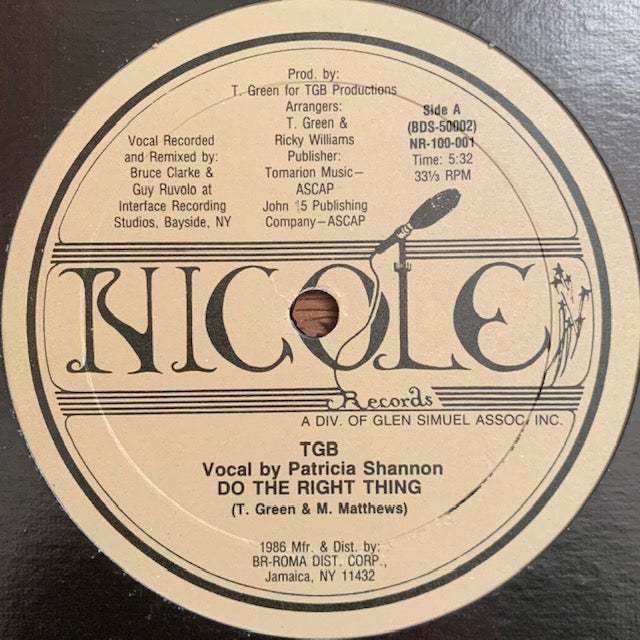 Prod. by:
T. Green for TGB Productions
Arrangers:
T. Green &
Ricky Williams
Publisher:
Tomarion Music—
ASCAP
John 15 Publishing
Company—ASCAP
Vocal Recorded
and Remixed by:
Bruce Clarke &
Guy Ruvolo at
Interface Recording
Studios, Bayside, NY
Side A
(BDS-50002)
NR-100-001
Time: 5:32
33⅓ RPM
NICOLE
Records
A DIV. OF GLEN SIMUEL ASSOC. INC.
TGB
Vocal by Patricia Shannon
DO THE RIGHT THING
(T. Green & M. Matthews)
1986 Mfr. & Dist. by:
BR-ROMA DIST. CORP.,
Jamaica, NY 11432